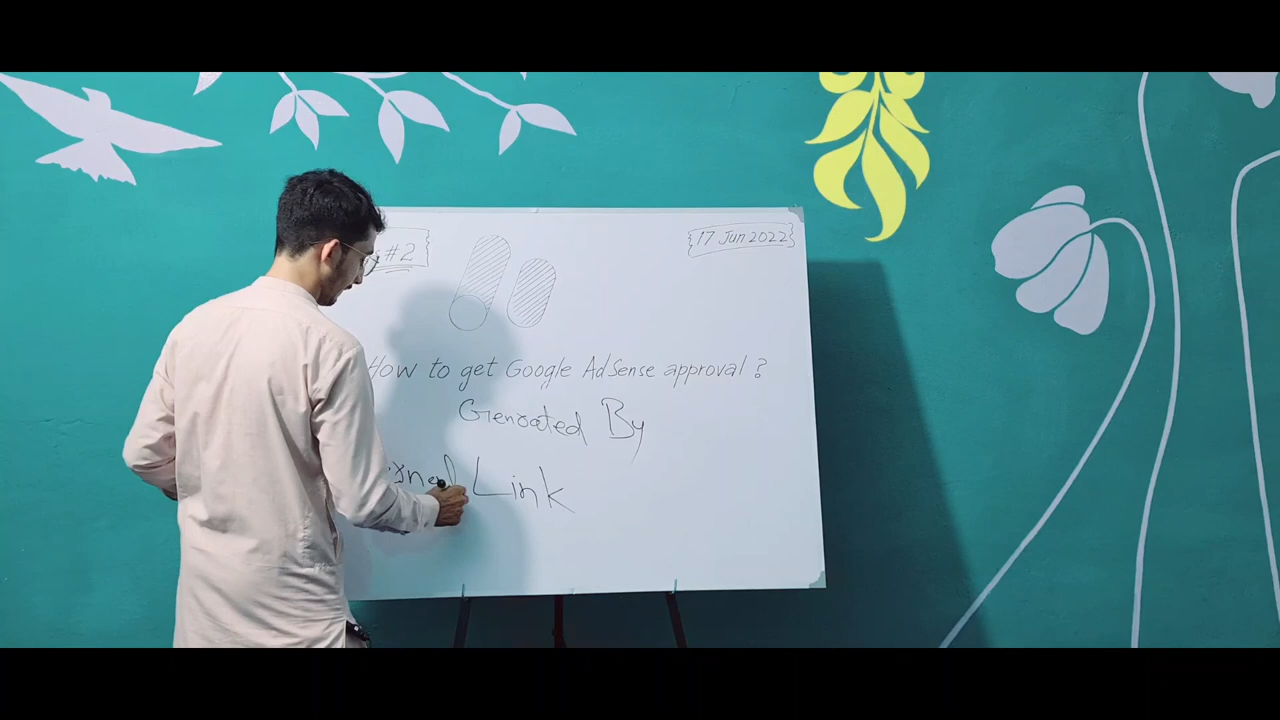 #2
17 Jun 2022
How to get Google AdSense approval?
Generated By
Link